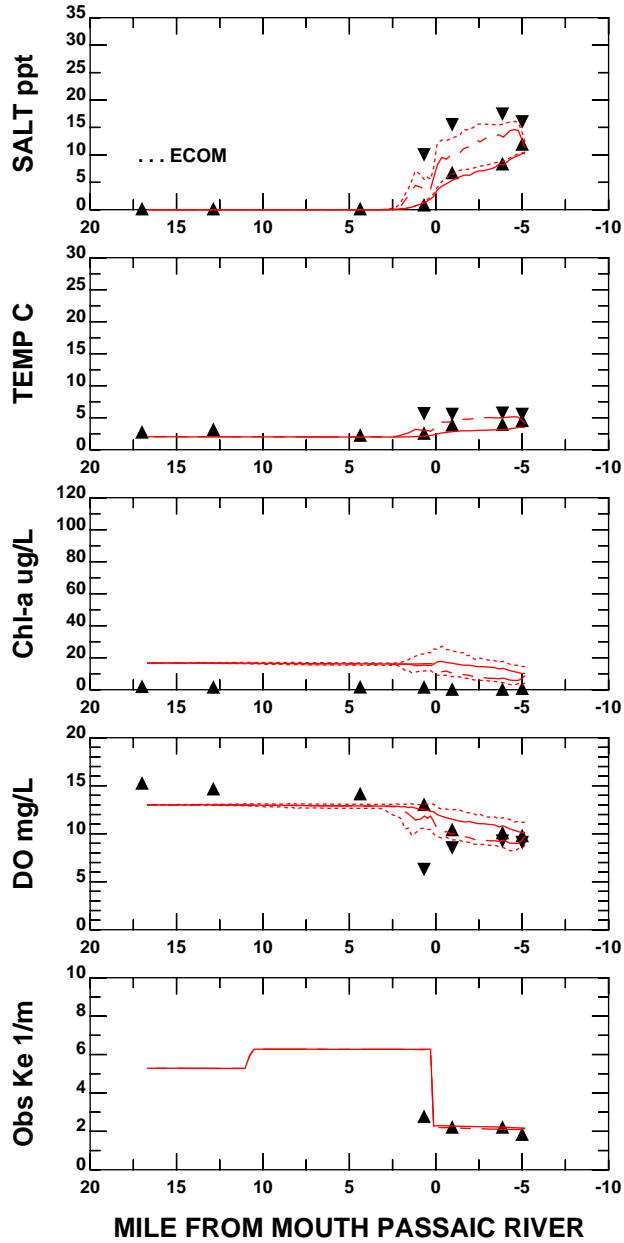 SALT ppt
35
30
25
20
15
10
5
0
. . . ECOM
20 15 10 5 0 -5 -10
TEMP C
30
25
20
15
10
5
0
20 15 10 5 0 -5 -10
Chl-a ug/L
120
100
80
60
40
20
0
20 15 10 5 0 -5 -10
DO mg/L
20
15
10
5
0
20 15 10 5 0 -5 -10
Obs Ke 1/m
10
8
6
4
2
0
20 15 10 5 0 -5 -10
MILE FROM MOUTH PASSAIC RIVER